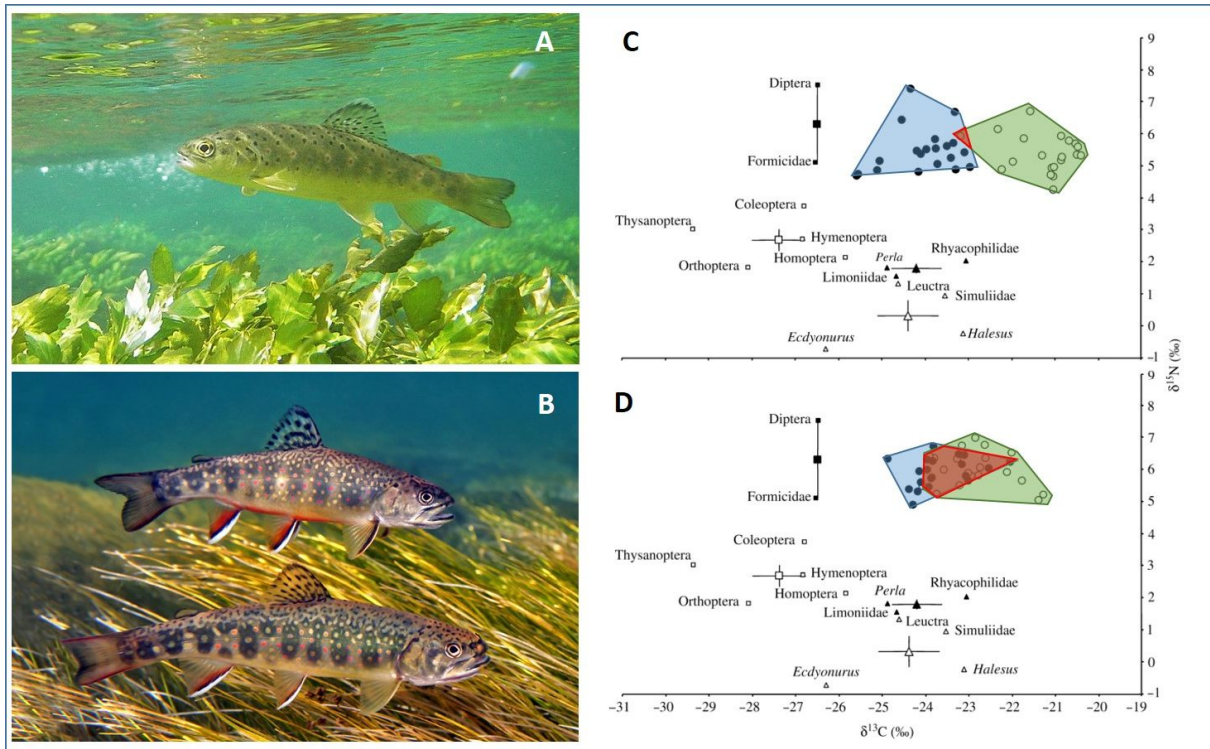 A
B
C
Diptera
Formicidae
Coleoptera
Thysanoptera
Hymenoptera
Orthoptera
Homoptera
Perla
Rhyacophilidae
Limoniidae
Leuctra
Simuliidae
Ecdyonurus
Halesus
9
8
7
6
5
4
3
2
1
0
−1
δ15N (‰)
D
Diptera
Formicidae
Coleoptera
Thysanoptera
Hymenoptera
Orthoptera
Homoptera
Perla
Rhyacophilidae
Limoniidae
Leuctra
Simuliidae
Ecdyonurus
Halesus
9
8
7
6
5
4
3
2
1
0
−1
−31 −30 −29 −28 −27 −26 −25 −24 −23 −22 −21 −20 −19
δ13C (‰)